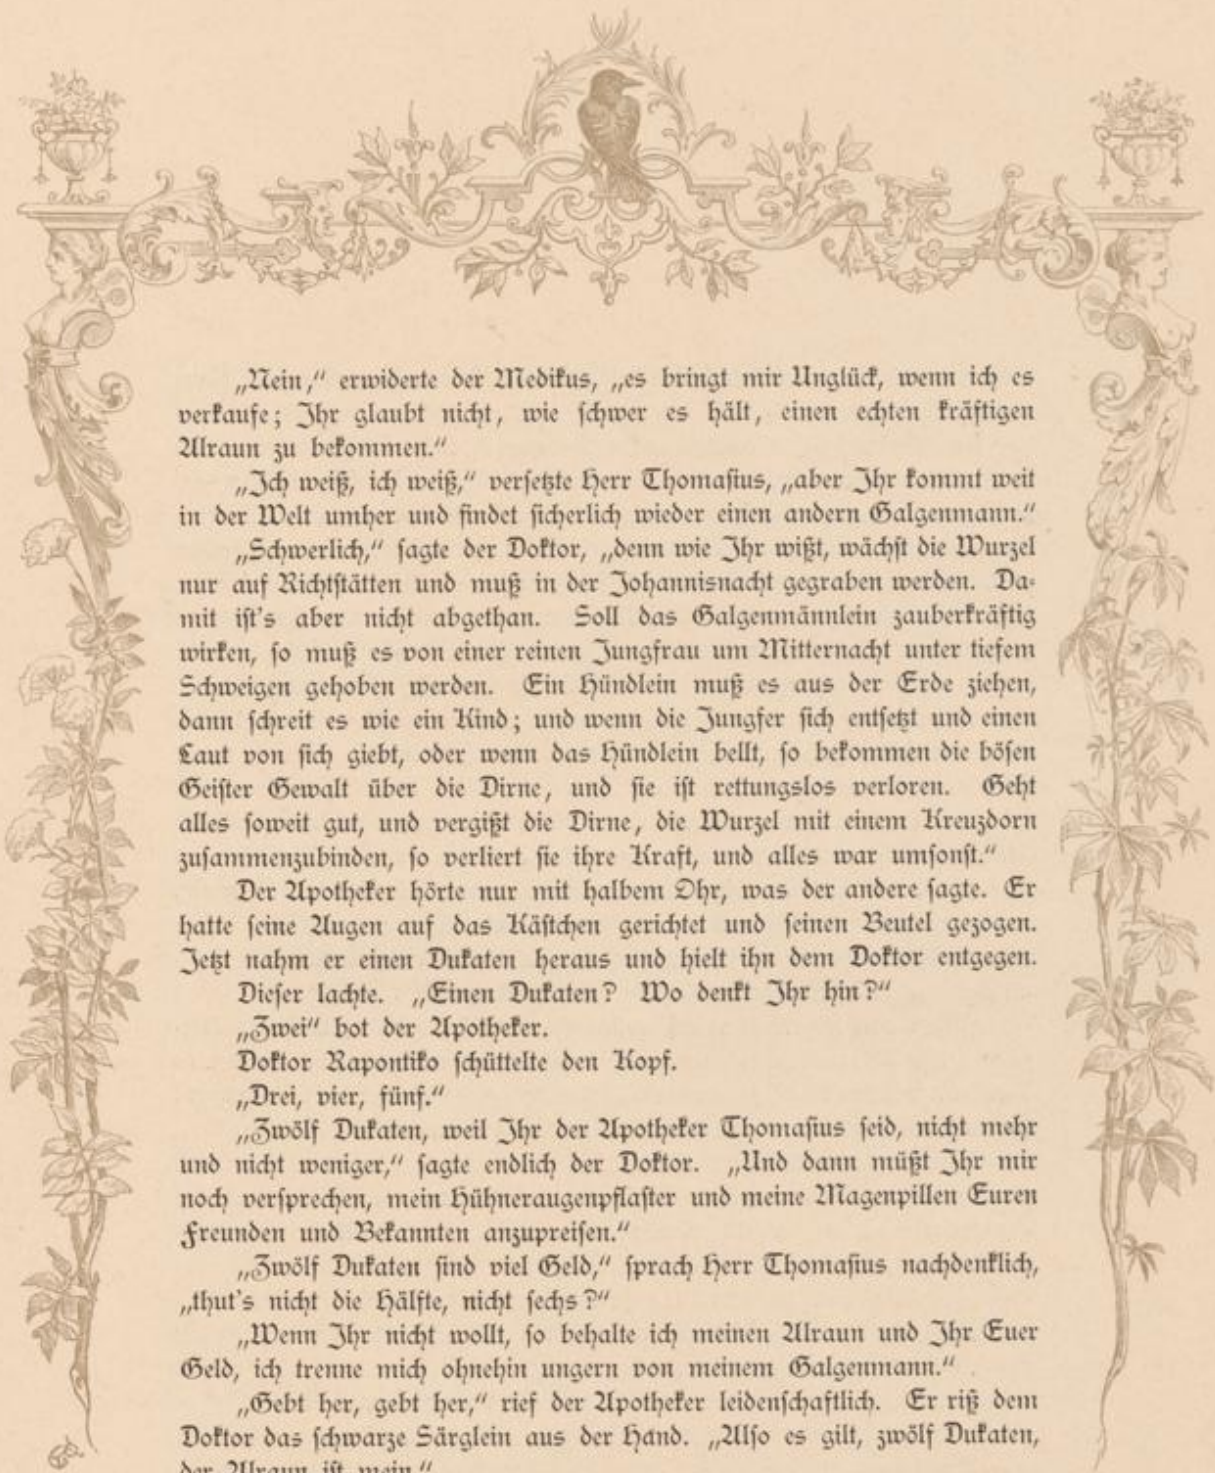 „Nein,“ erwiderte der Medikus, „es bringt mir Unglück, wenn ich es
verkaufe; Ihr glaubt nicht, wie schwer es hält, einen echten kräftigen
Alraun zu bekommen.“
„Ich weiß, ich weiß,“ versetzte Herr Thomasius, „aber Ihr kommt weit
in der Welt umher und findet sicherlich wieder einen andern Galgenmann.“
„Schwerlich,“ sagte der Doktor, „denn wie Ihr wißt, wächst die Wurzel
nur auf Richtstätten und muß in der Johannisnacht gegraben werden. Da-
mit ist's aber nicht abgethan. Soll das Galgenmännlein zauberkräftig
wirken, so muß es von einer reinen Jungfrau um Mitternacht unter tiefem
Schweigen gehoben werden. Ein Hündlein muß es aus der Erde ziehen,
dann schreit es wie ein Kind; und wenn die Jungfer sich entsetzt und einen
Laut von sich giebt, oder wenn das Hündlein bellt, so bekommen die bösen
Geister Gewalt über die Dirne, und sie ist rettungslos verloren. Geht
alles soweit gut, und vergißt die Dirne, die Wurzel mit einem Kreuzdorn
zusammenzubinden, so verliert sie ihre Kraft, und alles war umsonst.“
Der Apotheker hörte nur mit halbem Ohr, was der andere sagte. Er
hatte seine Augen auf das Kästchen gerichtet und seinen Beutel gezogen.
Jetzt nahm er einen Dukaten heraus und hielt ihn dem Doktor entgegen.
Dieser lachte. „Einen Dukaten? Wo denkt Ihr hin?“
„Zwei“ bot der Apotheker.
Doktor Rapontiko schüttelte den Kopf.
„Drei, vier, fünf.“
„Zwölf Dukaten, weil Ihr der Apotheker Thomasius seid, nicht mehr
und nicht weniger,“ sagte endlich der Doktor. „Und dann müßt Ihr mir
noch versprechen, mein Hühneraugenpflaster und meine Magenpillen Euren
Freunden und Bekannten anzupreisen.“
„Zwölf Dukaten sind viel Geld,“ sprach Herr Thomasius nachdenklich,
„thut's nicht die Hälfte, nicht sechs?“
„Wenn Ihr nicht wollt, so behalte ich meinen Alraun und Ihr Euer
Geld, ich trenne mich ohnehin ungern von meinem Galgenmann.“
„Gebt her, gebt her,“ rief der Apotheker leidenschaftlich. Er riß dem
Doktor das schwarze Särglein aus der Hand. „Also es gilt, zwölf Dukaten,
der Alraun ist mein.“